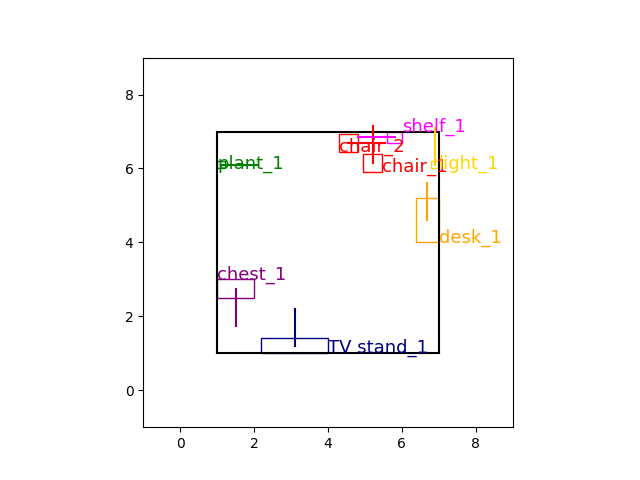 8
shelf_1
chair_2
6
plant_1
chair_1
light_1
4
desk_1
chest_1
2
TV stand_1
0
0 2 4 6 8